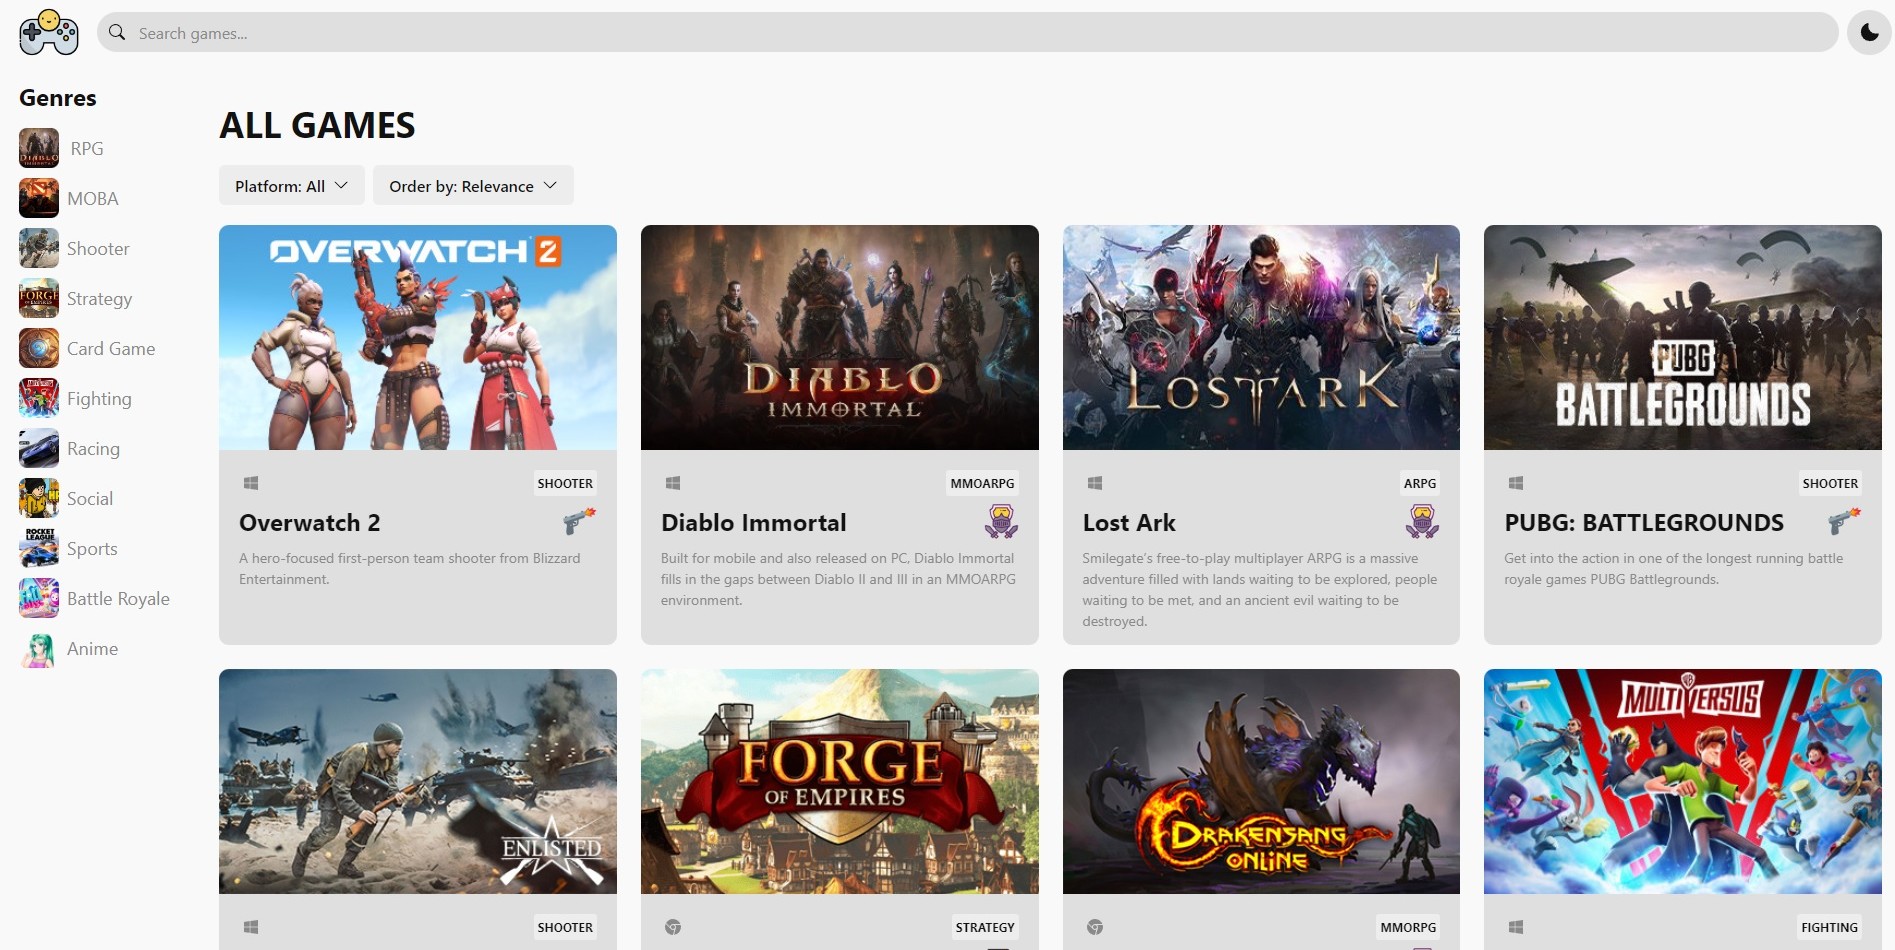 Search games...
Genres
RPG
MOBA
Shooter
Strategy
Card Game
Fighting
Racing
Social
Sports
Battle Royale
Anime
ALL GAMES
Platform: All
Order by: Relevance
OVERWATCH 2
SHOOTER
Overwatch 2
A hero-focused first-person team shooter from Blizzard
Entertainment.
DIABLO
IMMORTAL
MMOARPG
Diablo Immortal
Built for mobile and also released on PC, Diablo Immortal
fills in the gaps between Diablo II and III in an MMOARPG
environment.
LOST ARK
ARPG
Lost Ark
Smilegate’s free-to-play multiplayer ARPG is a massive
adventure filled with lands waiting to be explored, people
waiting to be met, and an ancient evil waiting to be
destroyed.
PUBG
BATTLEGROUNDS
SHOOTER
PUBG: BATTLEGROUNDS
Get into the action in one of the longest running battle
royale games PUBG Battlegrounds.
ENLISTED
SHOOTER
FORGE
OF EMPIRES
STRATEGY
DRAKENSANG
ONLINE
MMORPG
MULTIVERSUS
FIGHTING
DIABLO
FORGE
OF EMPIRES
ROCKET
LEAGUE